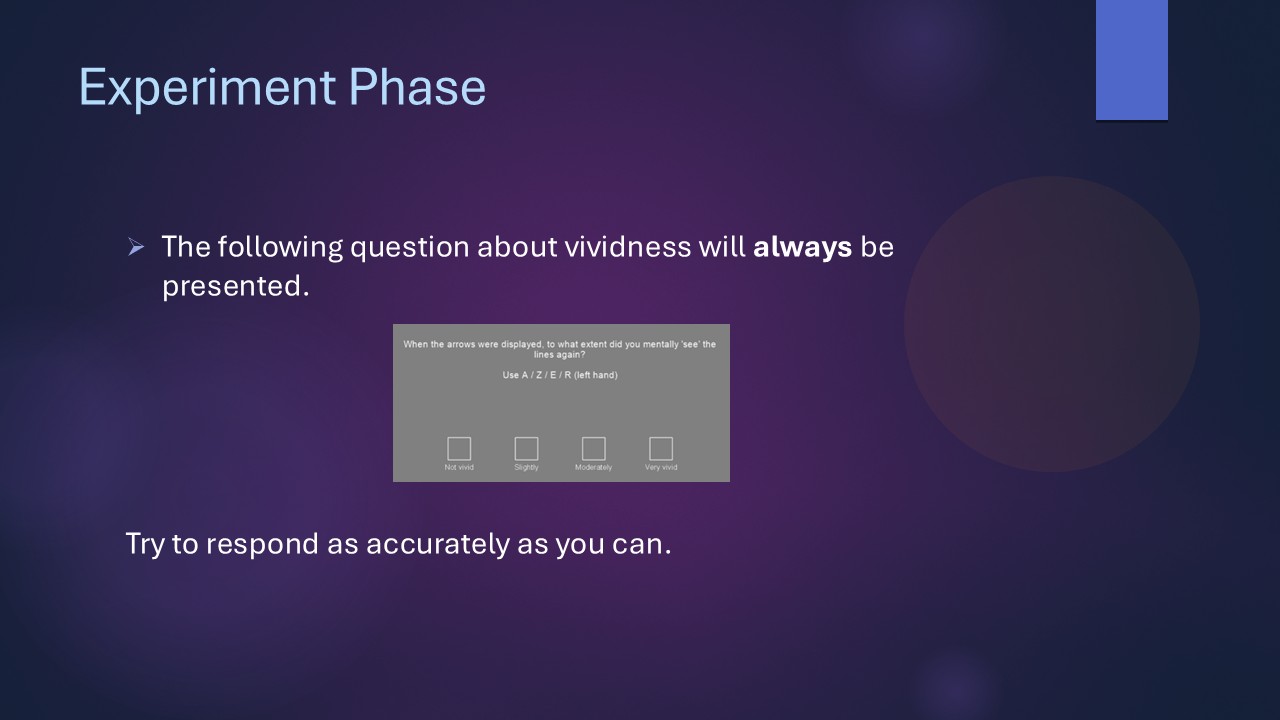 Experiment Phase
The following question about vividness will always be
presented.
When the arrows were displayed, to what extent did you mentally 'see' the
lines again?
Use A / Z / E / R (left hand)
Not vivid Slightly Moderately Very vivid
Try to respond as accurately as you can.